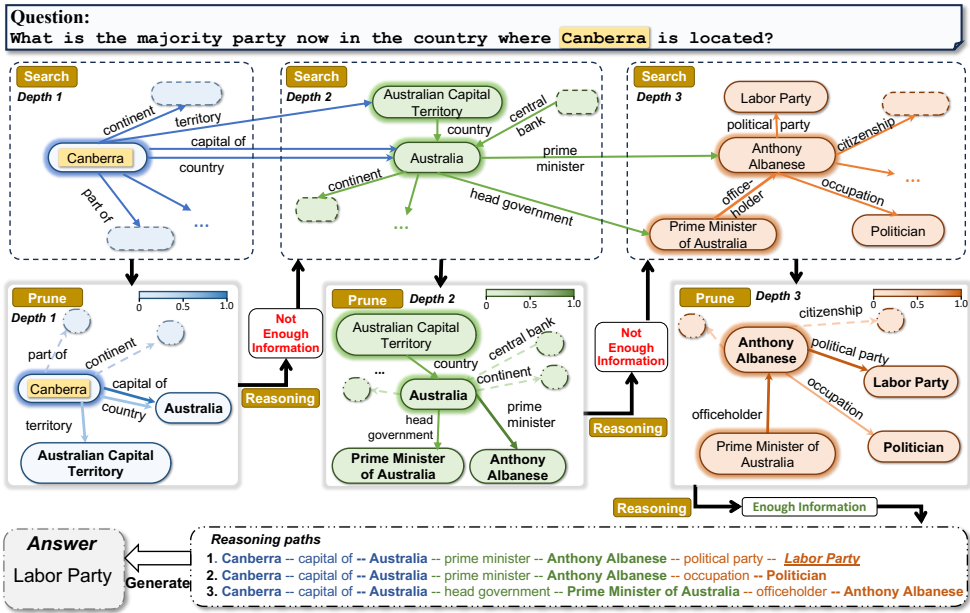 Question:
What is the majority party now in the country where Canberra is located?
Search
Depth 1
continent
territory
capital of
country
Canberra
part of
...
Search
Depth 2
Australian Capital
Territory
central
bank
country
Australia
continent
...
prime
minister
head government
Search
Depth 3
Labor Party
political party
citizenship
Anthony
Albanese
...
office-
holder
occupation
Prime Minister
of Australia
Politician
Prune
Depth 1
0 0.5 1.0
part of
continent
Canberra
capital of
country
Australia
territory
Australian Capital
Territory
Not
Enough
Information
Reasoning
Prune
Depth 2
0 0.5 1.0
Australian Capital
Territory
country
central bank
...
continent
Australia
head
government
prime
minister
Prime Minister
of Australia
Anthony
Albanese
Not
Enough
Information
Reasoning
Prune
Depth 3
0 0.5 1.0
citizenship
Anthony
Albanese
political party
Labor Party
occupation
officeholder
Prime Minister of
Australia
Politician
Reasoning
Enough Information
Answer
Labor Party
Generate
Reasoning paths
1. Canberra -- capital of -- Australia -- prime minister -- Anthony Albanese -- political party -- Labor Party
2. Canberra -- capital of -- Australia -- prime minister -- Anthony Albanese -- occupation -- Politician
3. Canberra -- capital of -- Australia -- head government -- Prime Minister of Australia -- officeholder -- Anthony Albanese